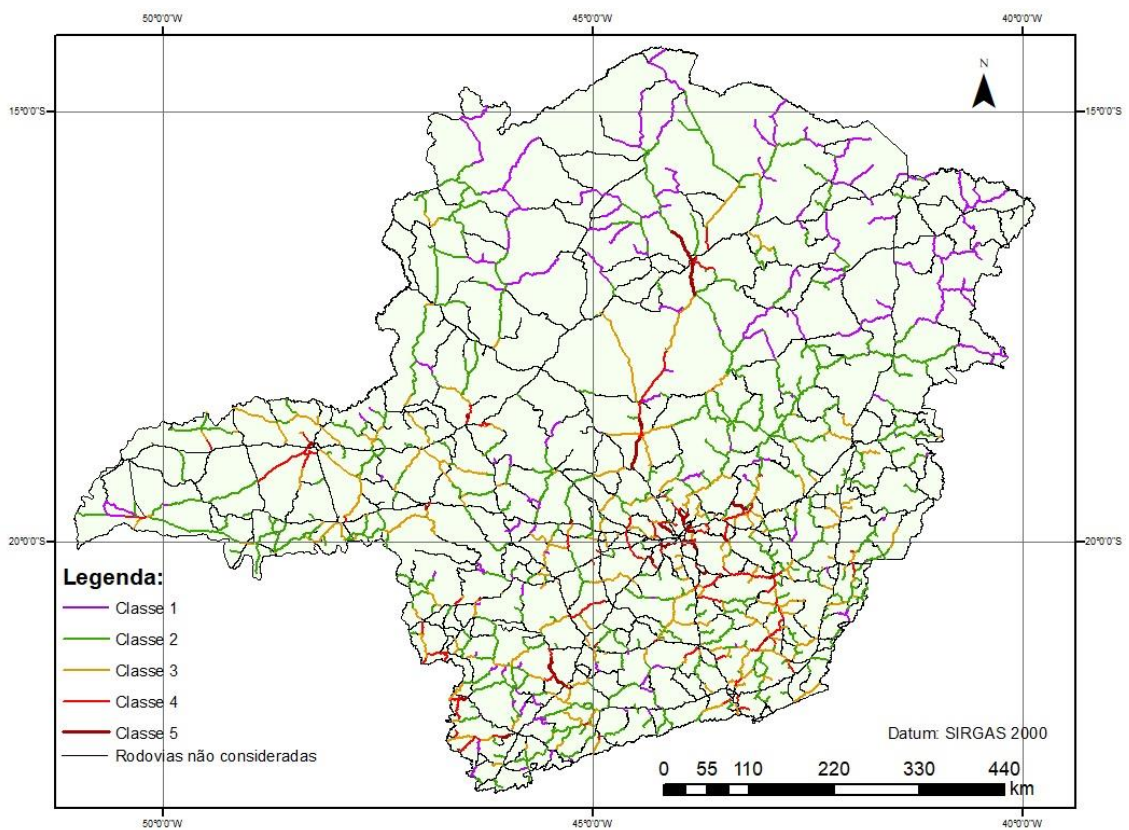 50°0'0"W 45°0'0"W 40°0'0"W
N
15°0'0"S 15°0'0"S
20°0'0"S 20°0'0"S
Legenda:
Classe 1
Classe 2
Classe 3
Classe 4
Classe 5
Rodovias não consideradas
Datum: SIRGAS 2000
0 55 110 220 330 440
km
50°0'0"W 45°0'0"W 40°0'0"W